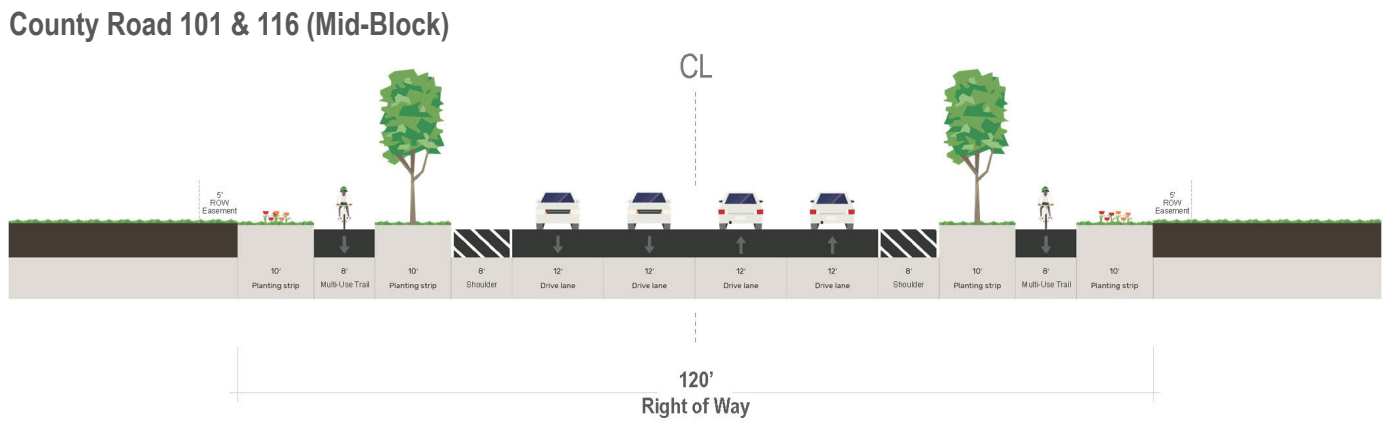 County Road 101 & 116 (Mid-Block)
CL
5'
ROW
Easement
5'
ROW
Easement
10' 8' 10' 8' 12' 12' 12' 12' 8' 10' 8' 10'
Planting strip Multi-Use Trail Planting strip Shoulder Drive lane Drive lane Drive lane Drive lane Shoulder Planting strip Multi-Use Trail Planting strip
120'
Right of Way